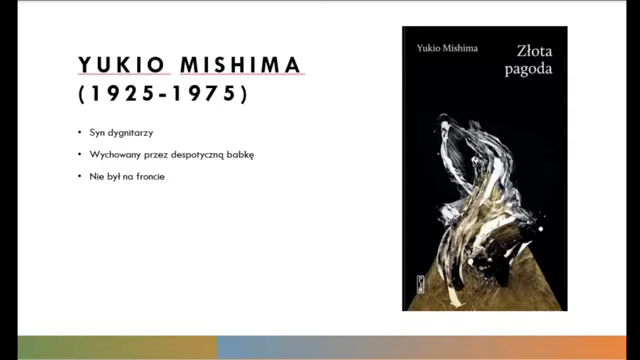 YUKIO MISHIMA
(1925-1975)
• Syn dygnitarzy
• Wychowany przez despotyczną babkę
• Nie był na froncie
Yukio Mishima
Złota
pagoda